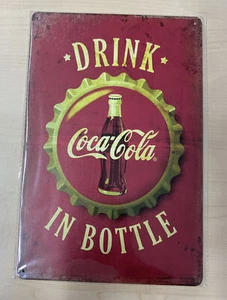 DRINK
Coca-Cola
IN BOTTLE